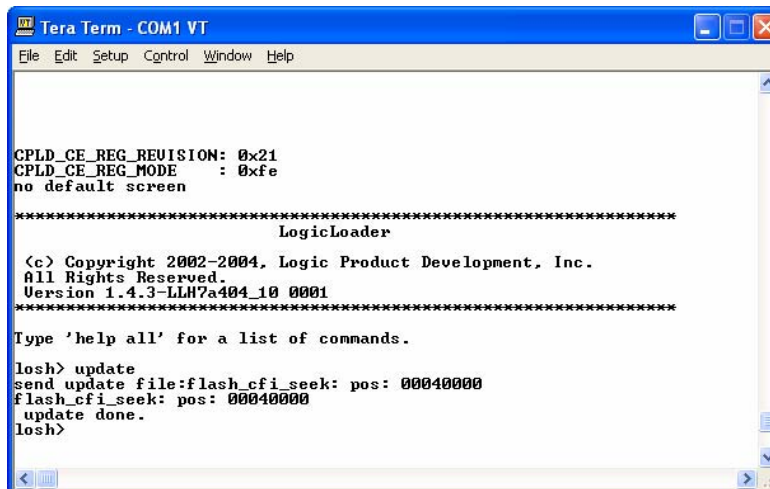 Tera Term - COM1 VT
File Edit Setup Control Window Help
CPLD_CE_REG_REVISION: 0x21
CPLD_CE_REG_MODE    : 0xfe
no default screen
*******************************************************************
LogicLoader
(c) Copyright 2002-2004, Logic Product Development, Inc.
All Rights Reserved.
Version 1.4.3-LLH7a404_10 0001
*******************************************************************
Type 'help all' for a list of commands.
losh> update
send update file:flash_cfi_seek: pos: 00040000
flash_cfi_seek: pos: 00040000
update done.
losh>